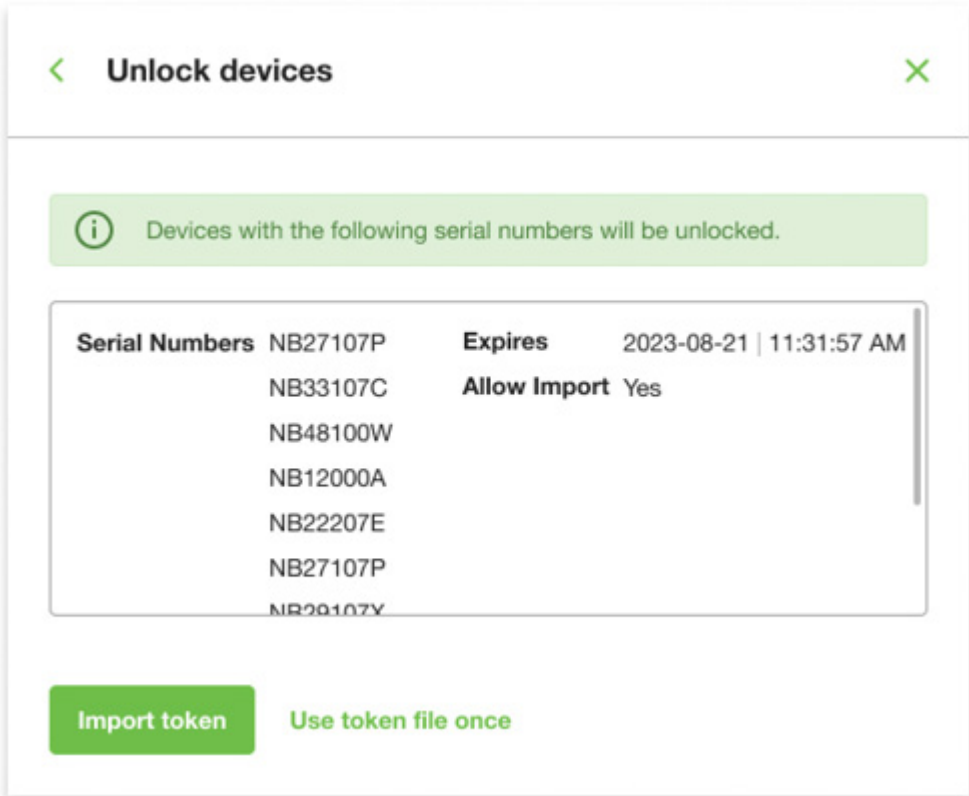 Unlock devices
Devices with the following serial numbers will be unlocked.
Serial Numbers NB27107P Expires 2023-08-21 | 11:31:57 AM
NB33107C Allow Import Yes
NB48100W
NB12000A
NB22207E
NB27107P
NB29107X
Import token Use token file once